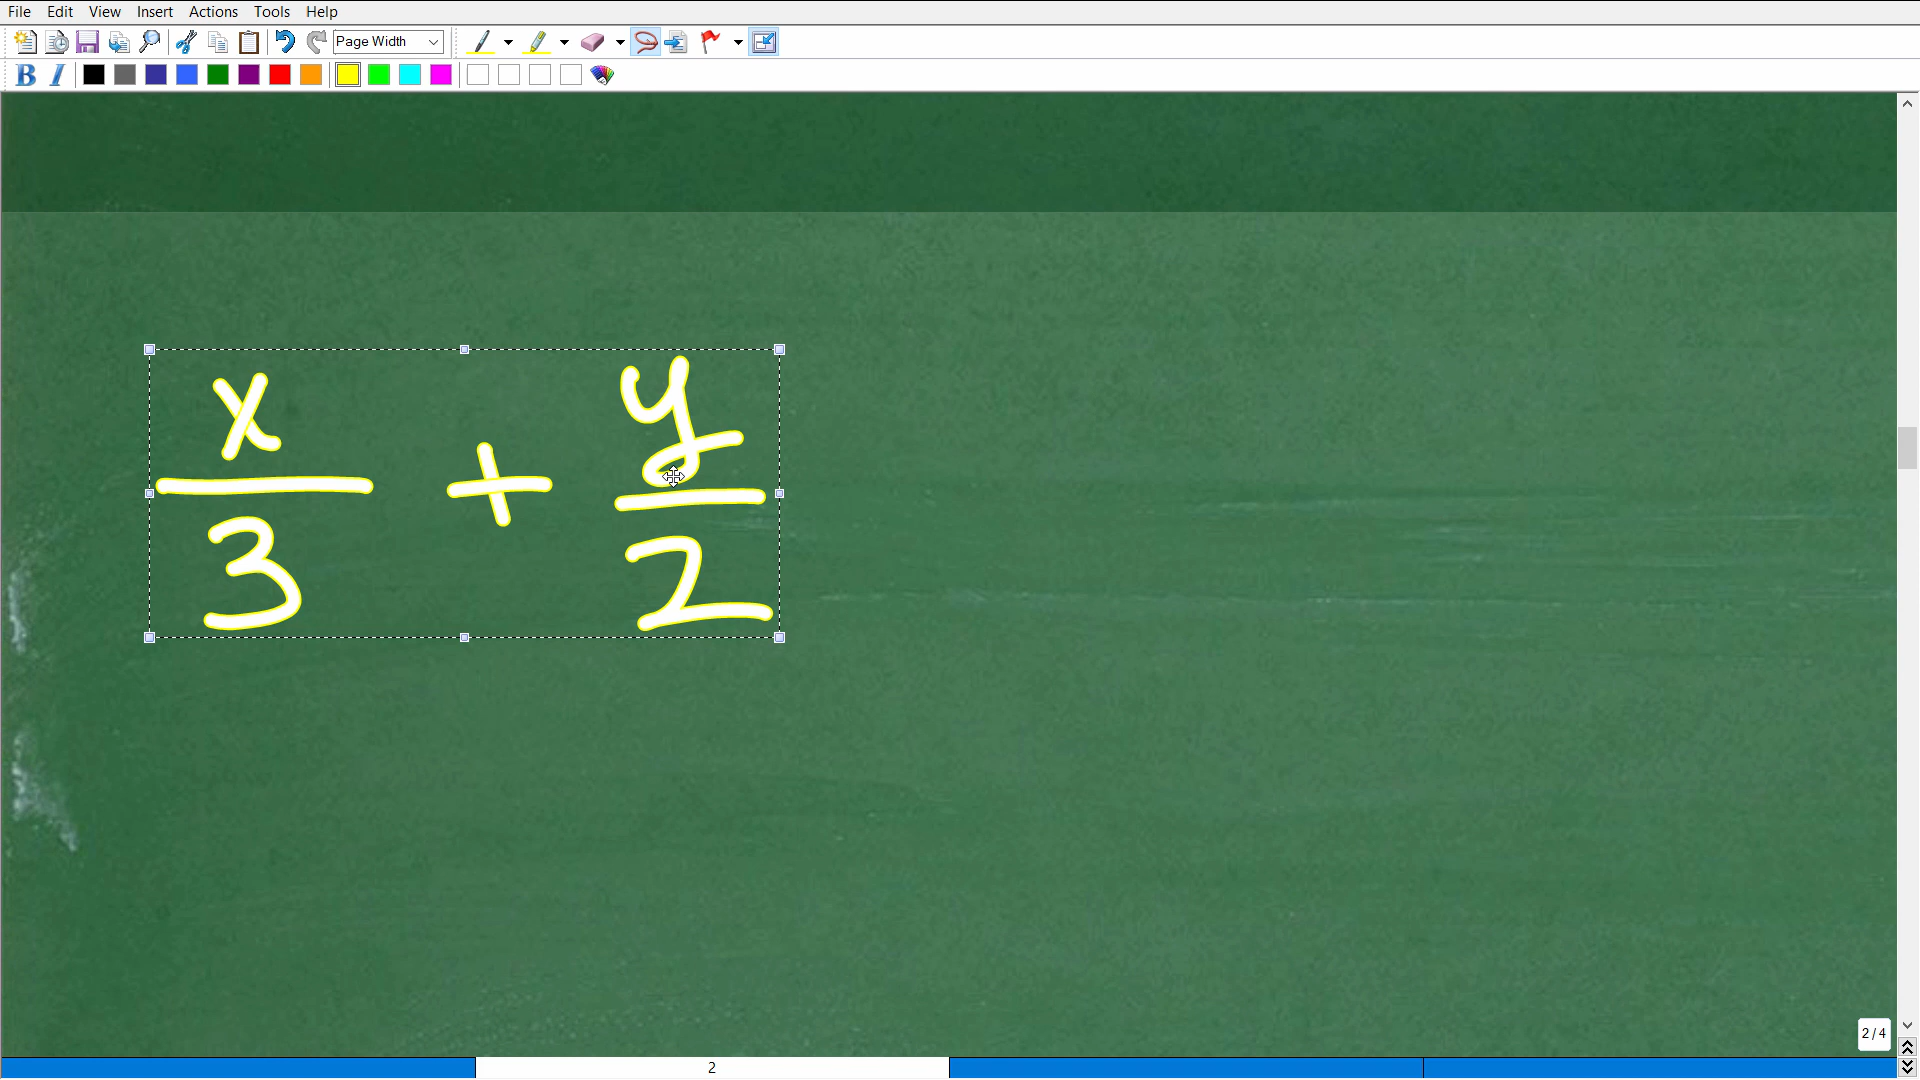 File Edit View Insert Actions Tools Help
Page Width
B I
x/3 + y/2
2 / 4
2